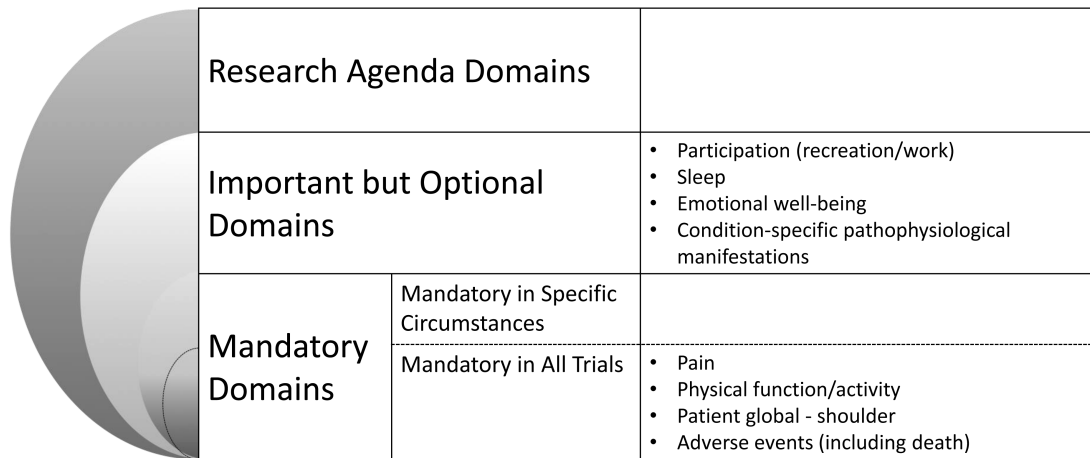 Research Agenda Domains
Important but Optional
Domains
• Participation (recreation/work)
• Sleep
• Emotional well-being
• Condition-specific pathophysiological
manifestations
Mandatory
Domains
Mandatory in Specific
Circumstances
Mandatory in All Trials
• Pain
• Physical function/activity
• Patient global - shoulder
• Adverse events (including death)